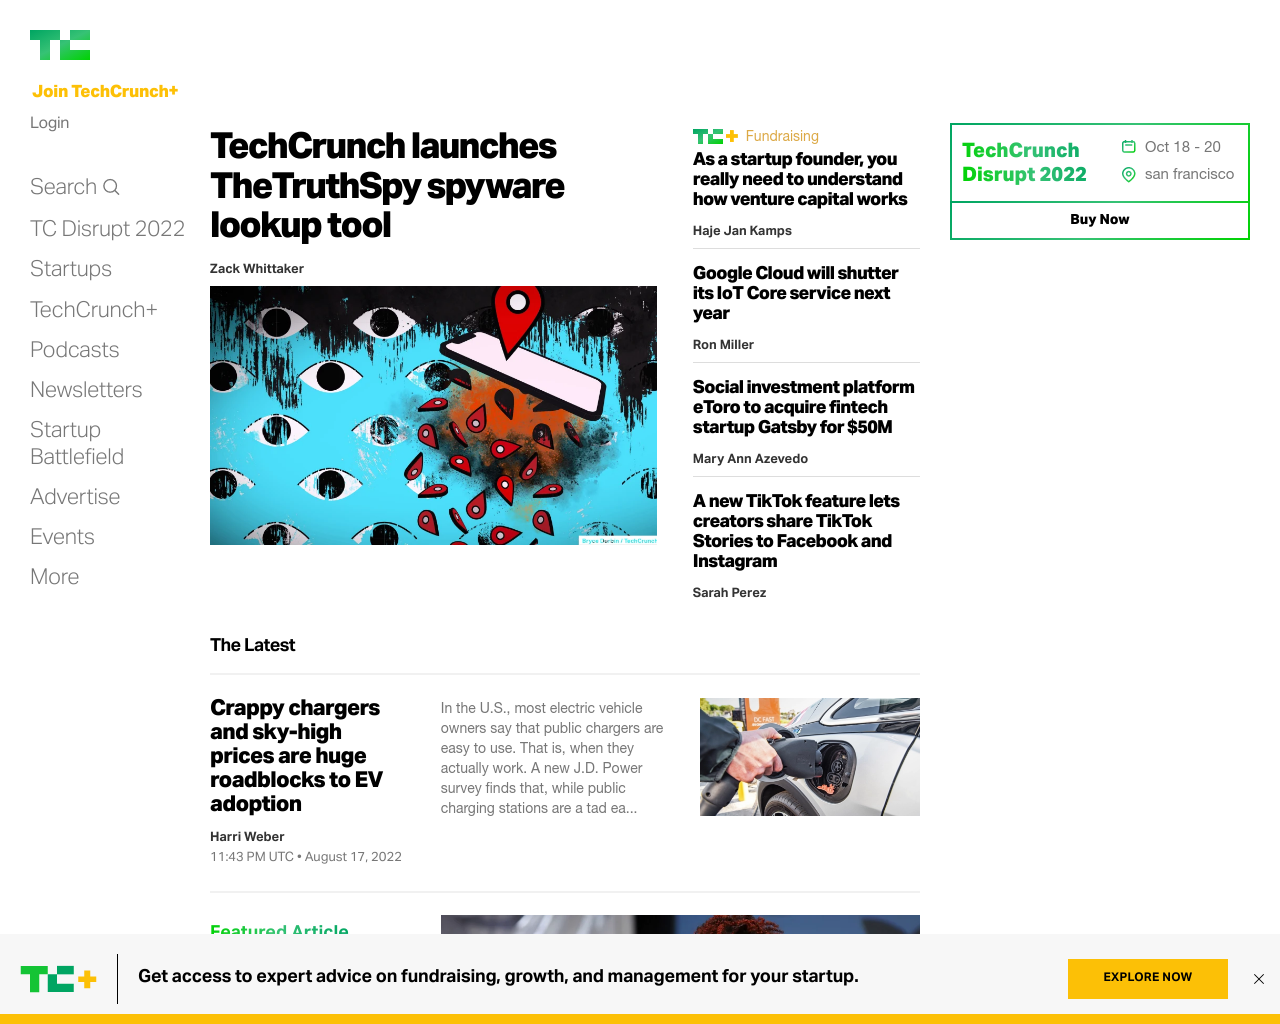 TC
Join TechCrunch+
Login
Search
TC Disrupt 2022
Startups
TechCrunch+
Podcasts
Newsletters
Startup
Battlefield
Advertise
Events
More
TechCrunch launches
TheTruthSpy spyware
lookup tool
Zack Whittaker
Bryce Durbin / TechCrunch
TC+ Fundraising
As a startup founder, you
really need to understand
how venture capital works
Haje Jan Kamps
Google Cloud will shutter
its IoT Core service next
year
Ron Miller
Social investment platform
eToro to acquire fintech
startup Gatsby for $50M
Mary Ann Azevedo
A new TikTok feature lets
creators share TikTok
Stories to Facebook and
Instagram
Sarah Perez
TechCrunch
Disrupt 2022
Oct 18 - 20
san francisco
Buy Now
The Latest
Crappy chargers
and sky-high
prices are huge
roadblocks to EV
adoption
Harri Weber
11:43 PM UTC • August 17, 2022
In the U.S., most electric vehicle
owners say that public chargers are
easy to use. That is, when they
actually work. A new J.D. Power
survey finds that, while public
charging stations are a tad ea...
DC FAST
Featured Article
TC+
Get access to expert advice on fundraising, growth, and management for your startup.
EXPLORE NOW